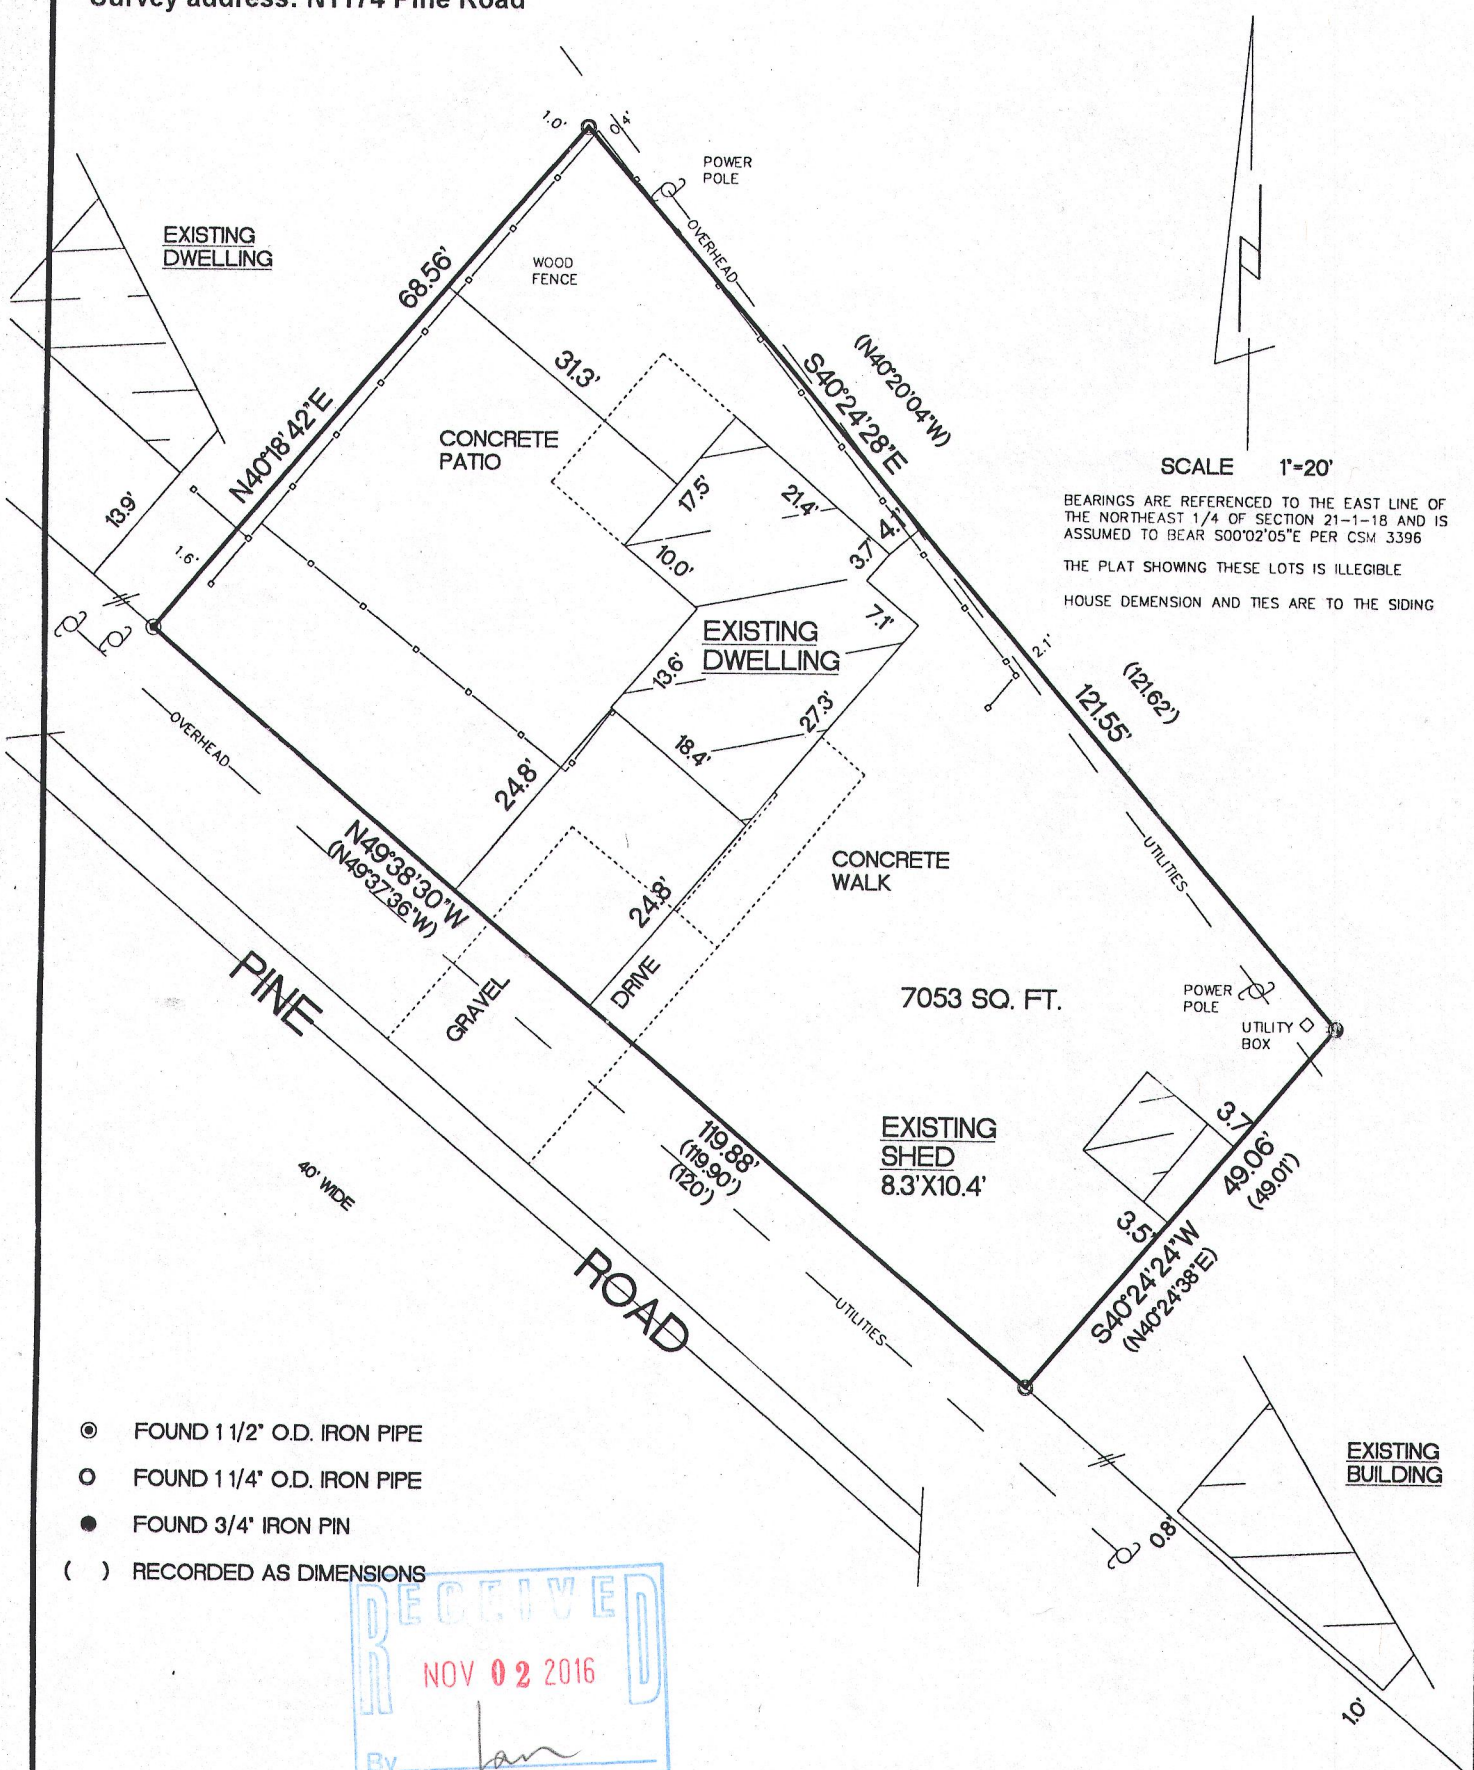 Survey address: N1174 Pine Road
1.0'
0.4'
POWER
POLE
OVERHEAD
EXISTING
DWELLING
68.56'
WOOD
FENCE
31.3'
(N40°20'04"W)
S40°24'28"E
N40°18'42"E
CONCRETE
PATIO
SCALE 1"=20'
BEARINGS ARE REFERENCED TO THE EAST LINE OF
THE NORTHEAST 1/4 OF SECTION 21-1-18 AND IS
ASSUMED TO BEAR S00°02'05"E PER CSM 3396
THE PLAT SHOWING THESE LOTS IS ILLEGIBLE
HOUSE DEMENSION AND TIES ARE TO THE SIDING
13.9'
1.6'
17.5'
21.4'
4.1'
3.7'
10.0'
7.1'
EXISTING
DWELLING
13.6'
2.1'
121.55'
(121.62')
27.3'
18.4'
24.8'
OVERHEAD
N49°38'30"W
(N49°37'36"W)
CONCRETE
WALK
UTILITIES
24.8'
PINE
GRAVEL
DRIVE
7053 SQ. FT.
POWER
POLE
UTILITY
BOX
3.7'
49.06'
(49.01')
EXISTING
SHED
8.3'X10.4'
119.88'
(119.90')
(120')
40' WIDE
3.5'
S40°24'24"W
(N40°24'38"E)
ROAD
UTILITIES
FOUND 1 1/2" O.D. IRON PIPE
FOUND 1 1/4" O.D. IRON PIPE
FOUND 3/4" IRON PIN
( ) RECORDED AS DIMENSIONS
EXISTING
BUILDING
0.8'
1.0'
RECEIVED
NOV 02 2016
By